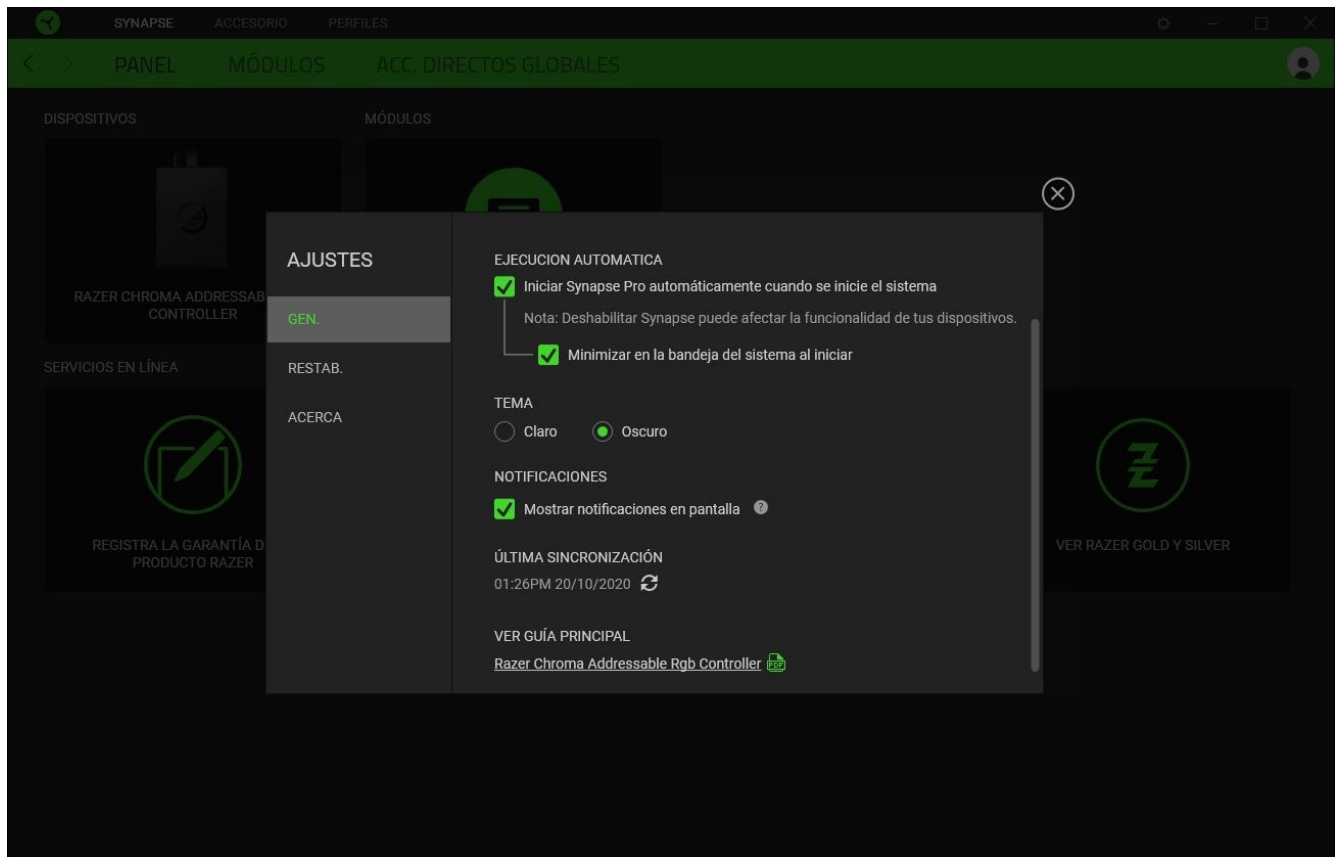 SYNAPSE ACCESORIO PERFILES
PANEL MÓDULOS ACC. DIRECTOS GLOBALES
DISPOSITIVOS MÓDULOS
RAZER CHROMA ADDRESSAB
CONTROLLER
SERVICIOS EN LÍNEA
REGISTRA LA GARANTÍA D
PRODUCTO RAZER
VER RAZER GOLD Y SILVER
AJUSTES
GEN.
RESTAB.
ACERCA
EJECUCION AUTOMATICA
Iniciar Synapse Pro automáticamente cuando se inicie el sistema
Nota: Deshabilitar Synapse puede afectar la funcionalidad de tus dispositivos.
Minimizar en la bandeja del sistema al iniciar
TEMA
Claro Oscuro
NOTIFICACIONES
Mostrar notificaciones en pantalla ?
ÚLTIMA SINCRONIZACIÓN
01:26PM 20/10/2020
VER GUÍA PRINCIPAL
Razer Chroma Addressable Rgb Controller PDF